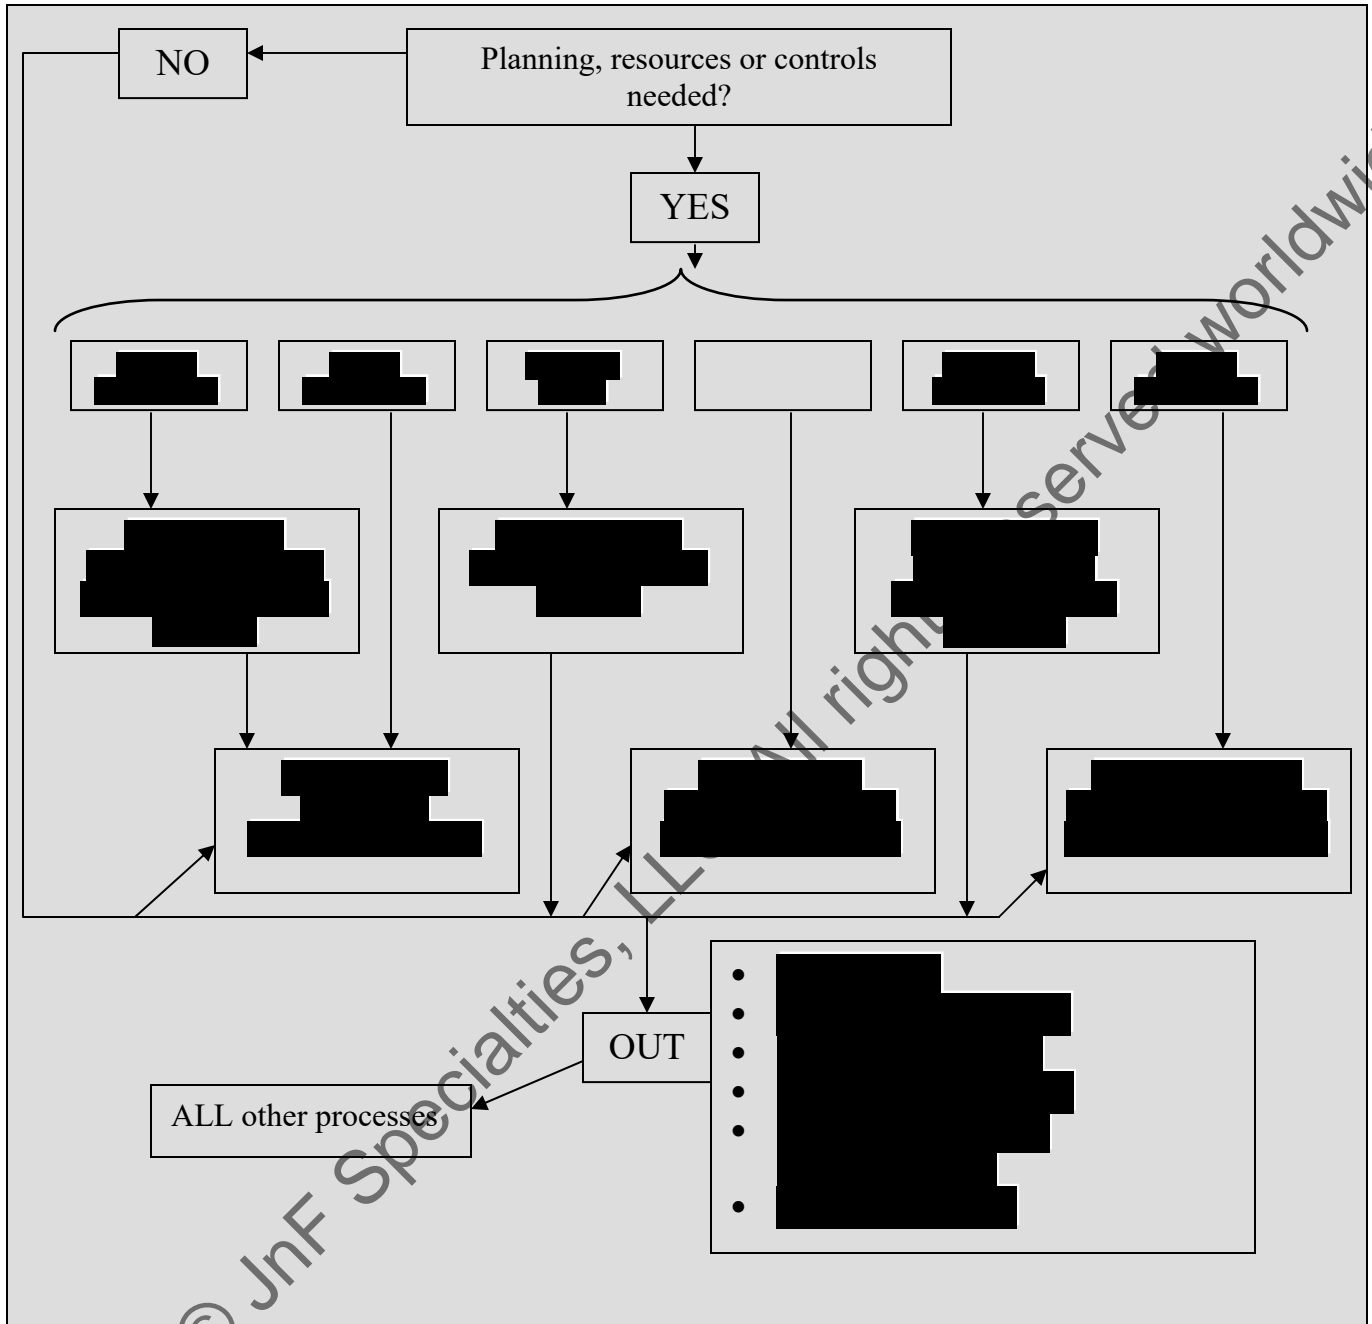 NO
Planning, resources or controls
needed?
YES
OUT
ALL other processes
© JnF Specialties, LLC All rights reserved worldwide